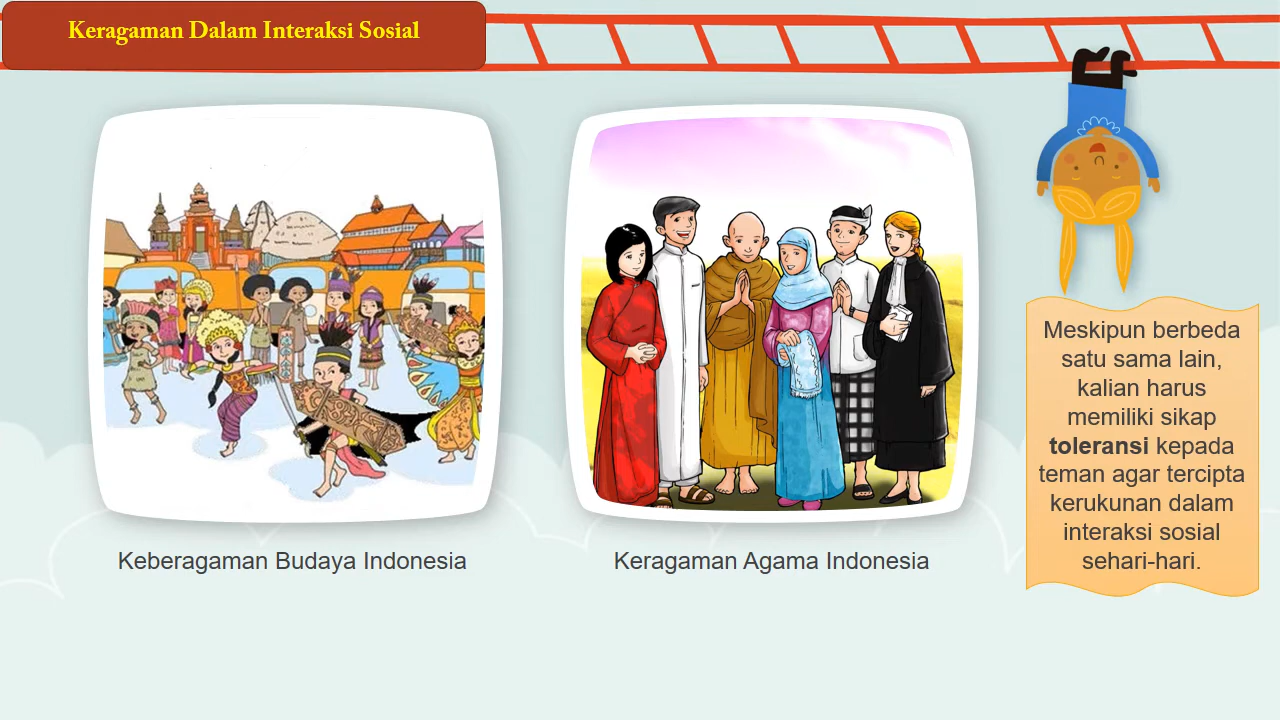 Keragaman Dalam Interaksi Sosial
Keberagaman Budaya Indonesia
Keragaman Agama Indonesia
Meskipun berbeda
satu sama lain,
kalian harus
memiliki sikap
toleransi kepada
teman agar tercipta
kerukunan dalam
interaksi sosial
sehari-hari.